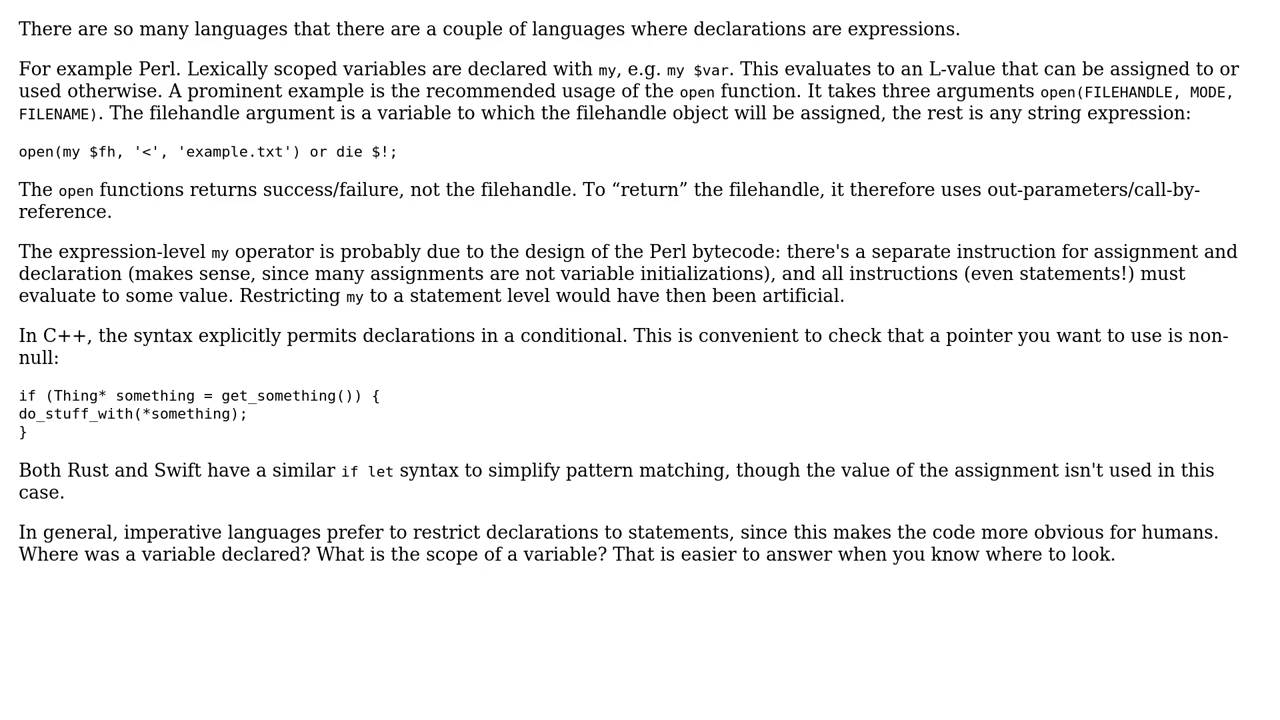 There are so many languages that there are a couple of languages where declarations are expressions.
For example Perl. Lexically scoped variables are declared with my, e.g. my $var. This evaluates to an L-value that can be assigned to or
used otherwise. A prominent example is the recommended usage of the open function. It takes three arguments open(FILEHANDLE, MODE,
FILENAME). The filehandle argument is a variable to which the filehandle object will be assigned, the rest is any string expression:
open(my $fh, '<', 'example.txt') or die $!;
The open functions returns success/failure, not the filehandle. To “return” the filehandle, it therefore uses out-parameters/call-by-
reference.
The expression-level my operator is probably due to the design of the Perl bytecode: there's a separate instruction for assignment and
declaration (makes sense, since many assignments are not variable initializations), and all instructions (even statements!) must
evaluate to some value. Restricting my to a statement level would have then been artificial.
In C++, the syntax explicitly permits declarations in a conditional. This is convenient to check that a pointer you want to use is non-
null:
if (Thing* something = get_something()) {
do_stuff_with(*something);
}
Both Rust and Swift have a similar if let syntax to simplify pattern matching, though the value of the assignment isn't used in this
case.
In general, imperative languages prefer to restrict declarations to statements, since this makes the code more obvious for humans.
Where was a variable declared? What is the scope of a variable? That is easier to answer when you know where to look.